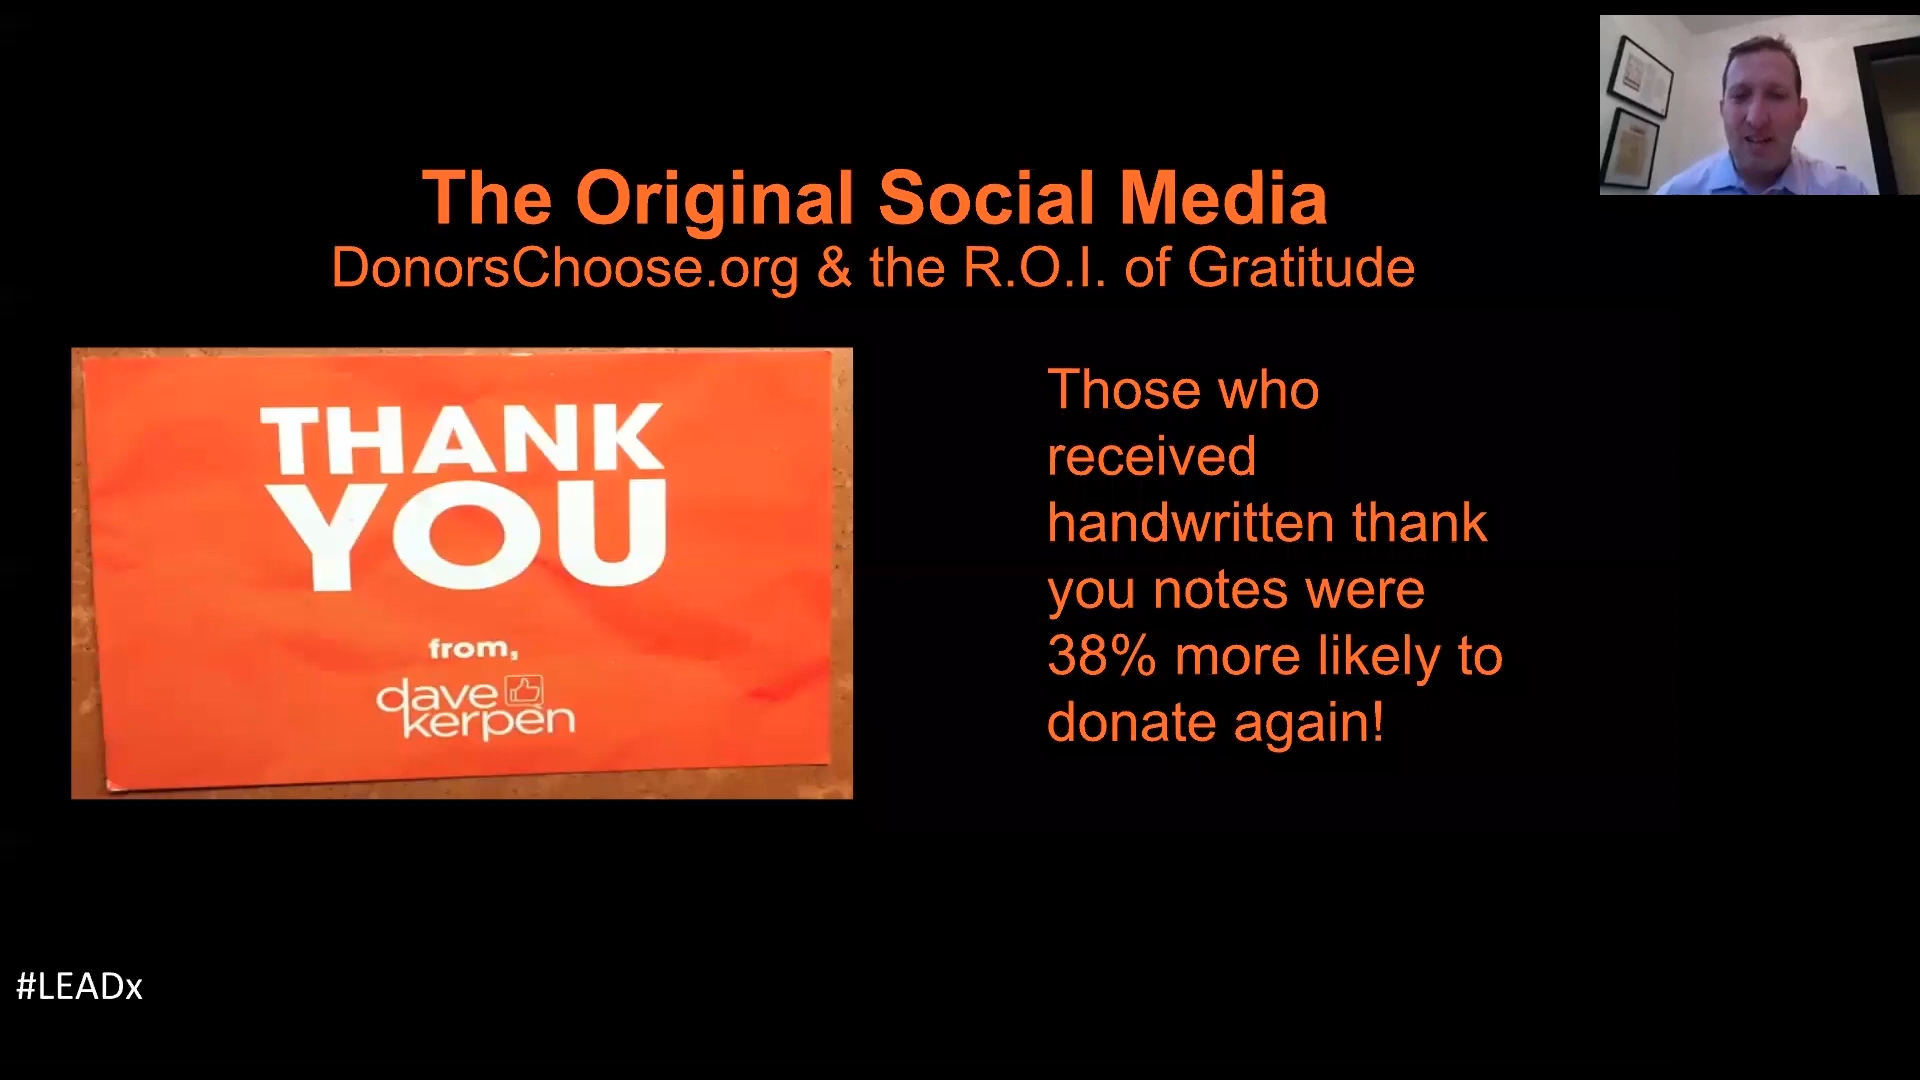 The Original Social Media
DonorsChoose.org & the R.O.I. of Gratitude
THANK
YOU
from,
dave
kerpen
Those who
received
handwritten thank
you notes were
38% more likely to
donate again!
#LEADx